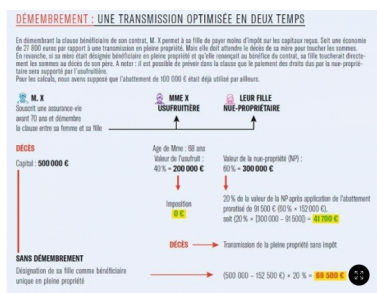 DÉMEMBREMENT : UNE TRANSMISSION OPTIMISÉE EN DEUX TEMPS
En démembrant la clause bénéficiaire de son contrat, M. X permet à sa fille de payer moins d'impôt sur les capitaux reçus. Soit une économie
de 27 800 euros par rapport à une transmission en pleine propriété. Mais elle doit attendre le décès de sa mère pour toucher les sommes.
En revanche, si sa mère était désignée bénéficiaire en pleine propriété et qu'elle renonçait au bénéfice du contrat, sa fille toucherait directe-
ment les sommes au décès de son père. A noter : il est possible de prévoir dans la clause que le paiement des droits dus par la nue-proprié-
taire sera supporté par l'usufruitière.
Pour les calculs, nous avons supposé que l'abattement de 100 000 € était déjà utilisé par ailleurs.
M. X
Souscrit une assurance-vie
avant 70 ans et démembre
la clause entre sa femme et sa fille
MME X
USUFRUITIÈRE
LEUR FILLE
NUE-PROPRIÉTAIRE
DÉCÈS
Capital : 500 000 €
Age de Mme : 68 ans
Valeur de l'usufruit :
40 % = 200 000 €
Valeur de la nue-propriété (NP) :
60 % = 300 000 €
Imposition
0 €
20 % de la valeur de la NP après application de l'abattement
proratisé de 91 500 € (60 % × 152 000 €),
soit (20 % × (300 000 – 91 500)) = 41 700 €
DÉCÈS
Transmission de la pleine propriété sans impôt
SANS DÉMEMBREMENT
Désignation de sa fille comme bénéficiaire
unique en pleine propriété
(500 000 – 152 500 €) × 20 % = 69 500 €